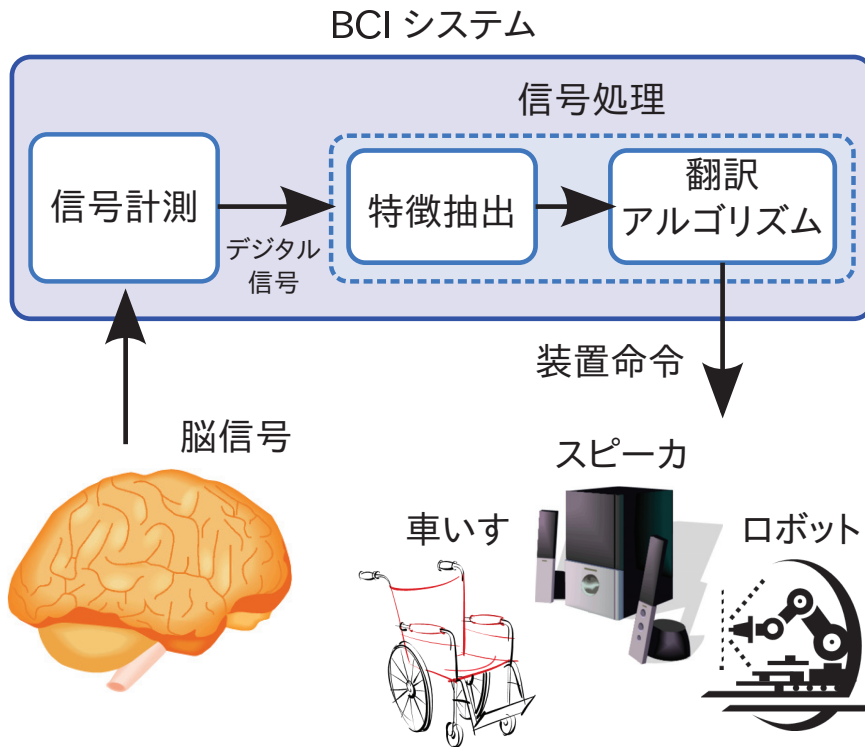 BCI システム
信号処理
信号計測
デジタル
信号
特徴抽出
翻訳
アルゴリズム
装置命令
脳信号
スピーカ
車いす
ロボット